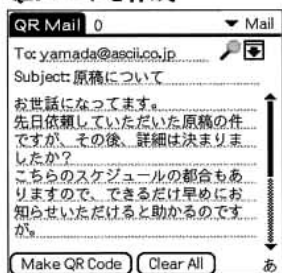 QR Mail 0 Mail
To: yamada@ascii.co.jp
Subject: 原稿について
お世話になってます。
先日依頼していただいた原稿の件
ですが、その後、詳細は決まりま
したか？
こちらのスケジュールの都合もあ
りますので、できるだけ早めにお
知らせいただけると助かるのです
が。
Make QR Code Clear All あ